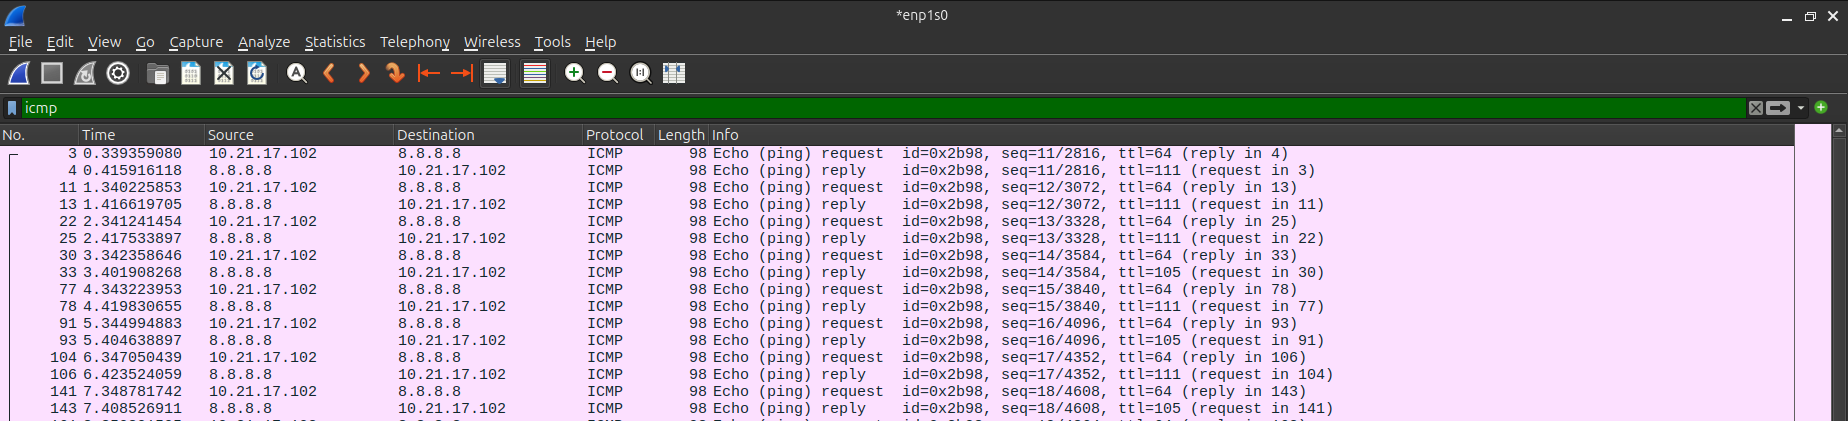 *enp1s0
File Edit View Go Capture Analyze Statistics Telephony Wireless Tools Help
icmp
No. Time Source Destination Protocol Length Info
3 0.339359080 10.21.17.102 8.8.8.8 ICMP 98 Echo (ping) request id=0x2b98, seq=11/2816, ttl=64 (reply in 4)
4 0.415916118 8.8.8.8 10.21.17.102 ICMP 98 Echo (ping) reply id=0x2b98, seq=11/2816, ttl=111 (request in 3)
11 1.340225853 10.21.17.102 8.8.8.8 ICMP 98 Echo (ping) request id=0x2b98, seq=12/3072, ttl=64 (reply in 13)
13 1.416619705 8.8.8.8 10.21.17.102 ICMP 98 Echo (ping) reply id=0x2b98, seq=12/3072, ttl=111 (request in 11)
22 2.341241454 10.21.17.102 8.8.8.8 ICMP 98 Echo (ping) request id=0x2b98, seq=13/3328, ttl=64 (reply in 25)
25 2.417533897 8.8.8.8 10.21.17.102 ICMP 98 Echo (ping) reply id=0x2b98, seq=13/3328, ttl=111 (request in 22)
30 3.342358646 10.21.17.102 8.8.8.8 ICMP 98 Echo (ping) request id=0x2b98, seq=14/3584, ttl=64 (reply in 33)
33 3.401908268 8.8.8.8 10.21.17.102 ICMP 98 Echo (ping) reply id=0x2b98, seq=14/3584, ttl=105 (request in 30)
77 4.343223953 10.21.17.102 8.8.8.8 ICMP 98 Echo (ping) request id=0x2b98, seq=15/3840, ttl=64 (reply in 78)
78 4.419830655 8.8.8.8 10.21.17.102 ICMP 98 Echo (ping) reply id=0x2b98, seq=15/3840, ttl=111 (request in 77)
91 5.344994883 10.21.17.102 8.8.8.8 ICMP 98 Echo (ping) request id=0x2b98, seq=16/4096, ttl=64 (reply in 93)
93 5.404638897 8.8.8.8 10.21.17.102 ICMP 98 Echo (ping) reply id=0x2b98, seq=16/4096, ttl=105 (request in 91)
104 6.347050439 10.21.17.102 8.8.8.8 ICMP 98 Echo (ping) request id=0x2b98, seq=17/4352, ttl=64 (reply in 106)
106 6.423524059 8.8.8.8 10.21.17.102 ICMP 98 Echo (ping) reply id=0x2b98, seq=17/4352, ttl=111 (request in 104)
141 7.348781742 10.21.17.102 8.8.8.8 ICMP 98 Echo (ping) request id=0x2b98, seq=18/4608, ttl=64 (reply in 143)
143 7.408526911 8.8.8.8 10.21.17.102 ICMP 98 Echo (ping) reply id=0x2b98, seq=18/4608, ttl=105 (request in 141)